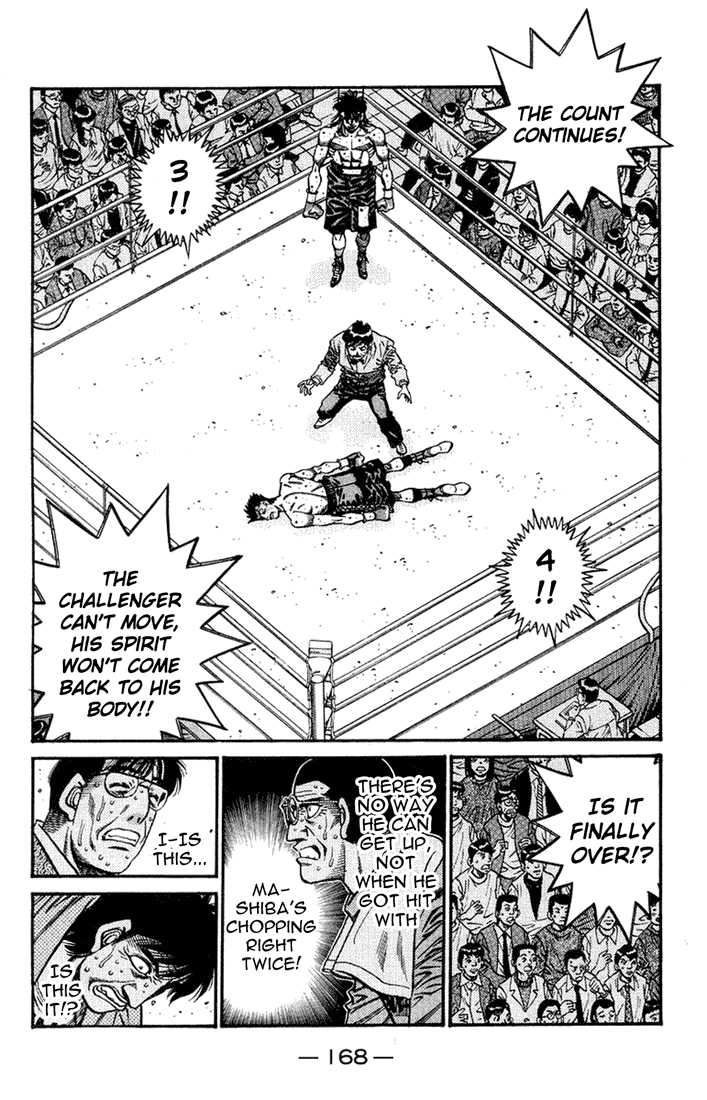 THE COUNT
CONTINUES!
3
!!
4
!!
THE
CHALLENGER
CAN'T MOVE,
HIS SPIRIT
WON'T COME
BACK TO HIS
BODY!!
IS IT
FINALLY
OVER!?
THERE'S
NO WAY
HE CAN
GET UP,
NOT
WHEN HE
GOT HIT
WITH
MA-
SHIBA'S
CHOPPING
RIGHT
TWICE!
I-IS
THIS...
IS
THIS
IT!?
— 168 —